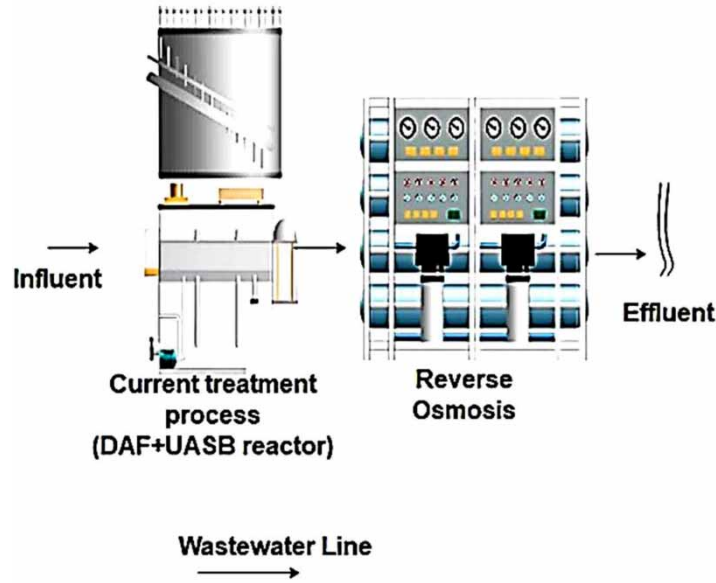 Influent
Current treatment
process
(DAF+UASB reactor)
Reverse
Osmosis
Effluent
Wastewater Line